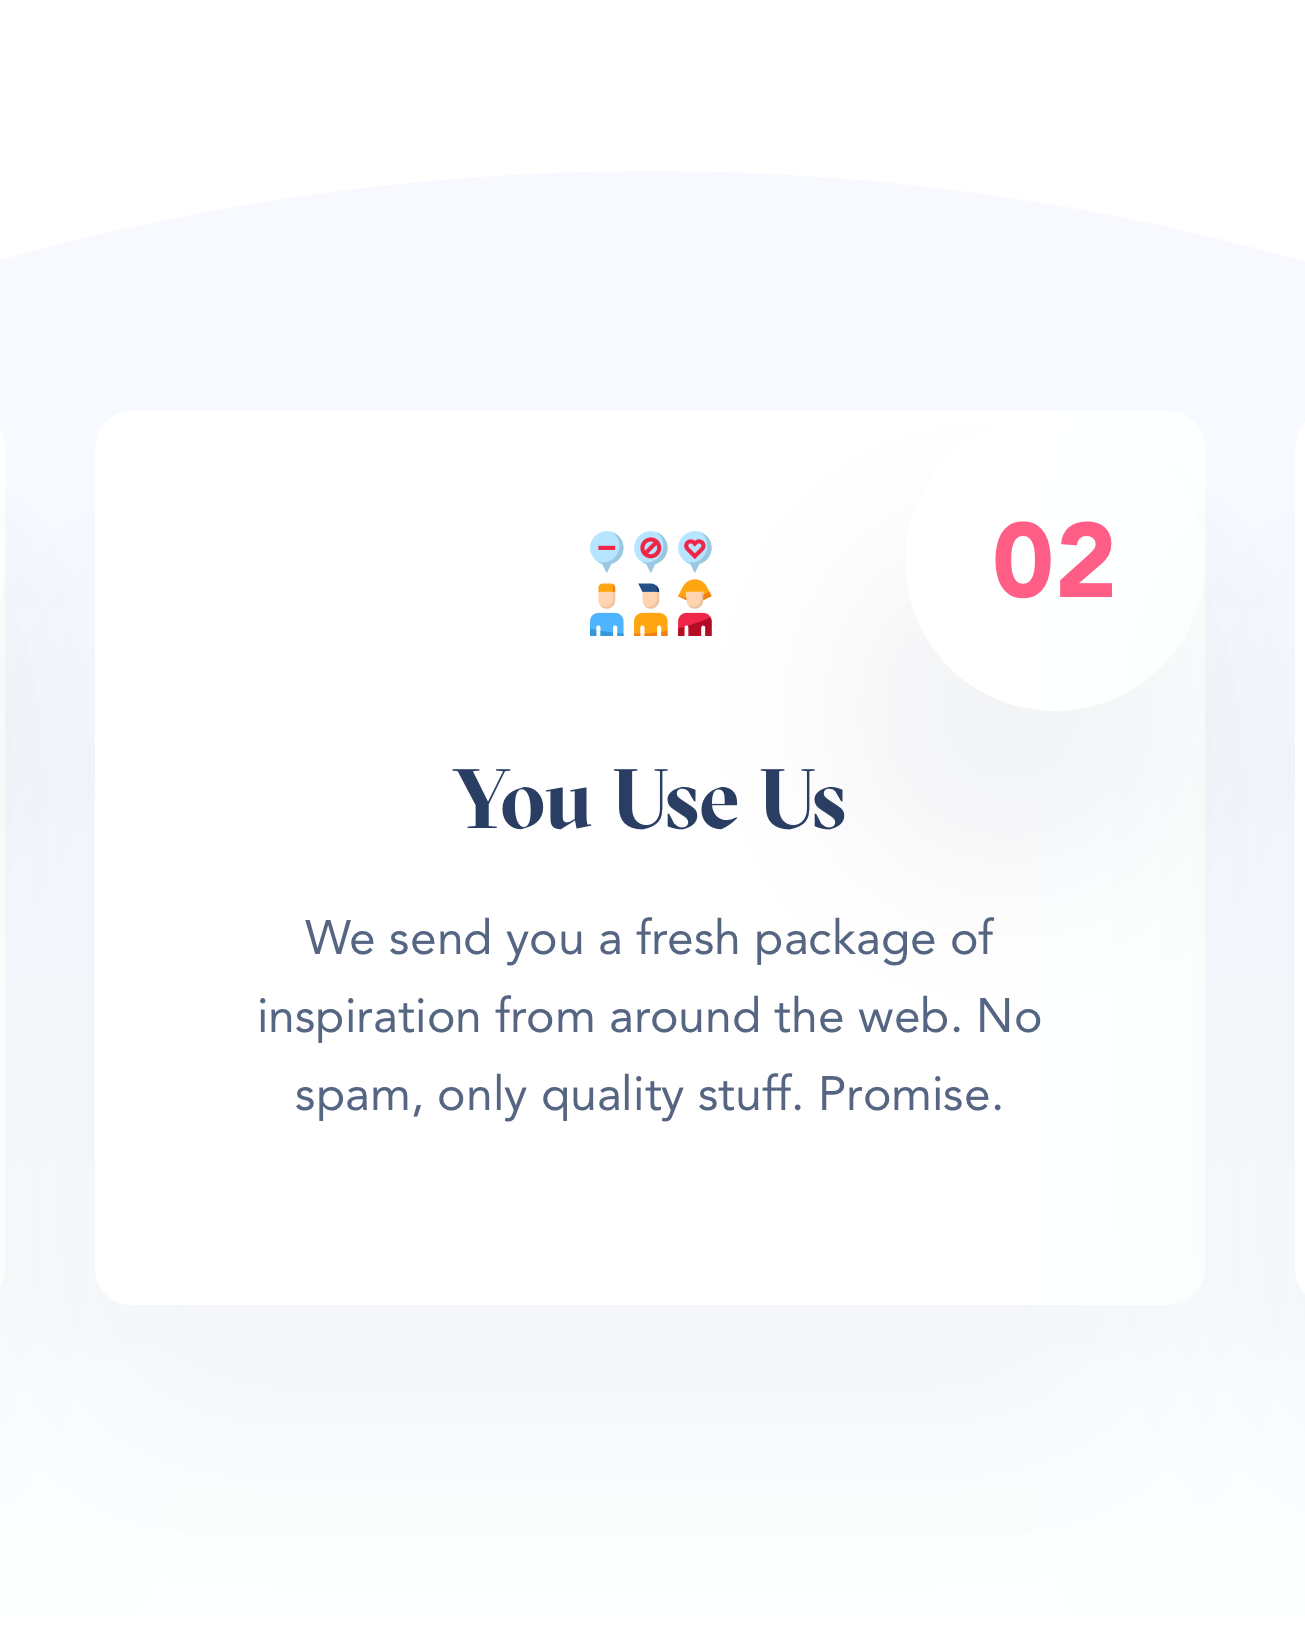 02
You Use Us
We send you a fresh package of
inspiration from around the web. No
spam, only quality stuff. Promise.